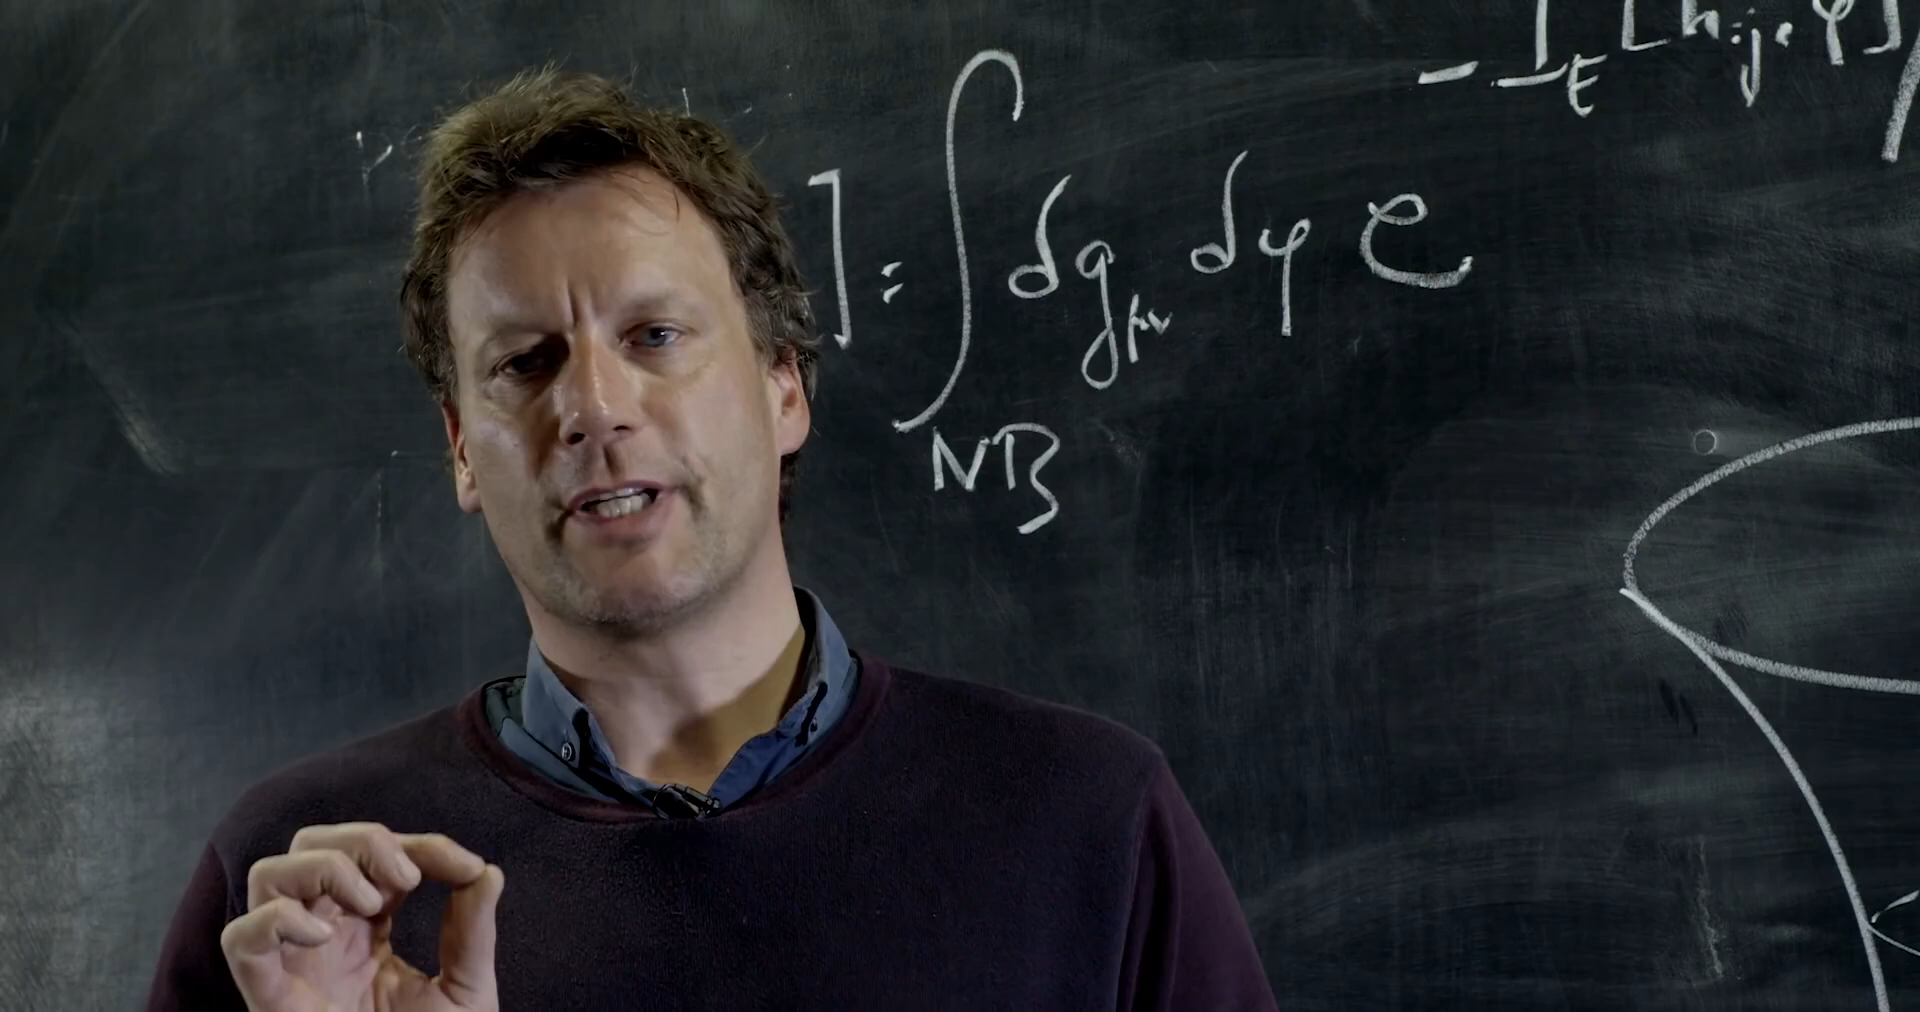 - I_E [h_ij, φ] /
] = ∫ dg_μν dφ e
NB